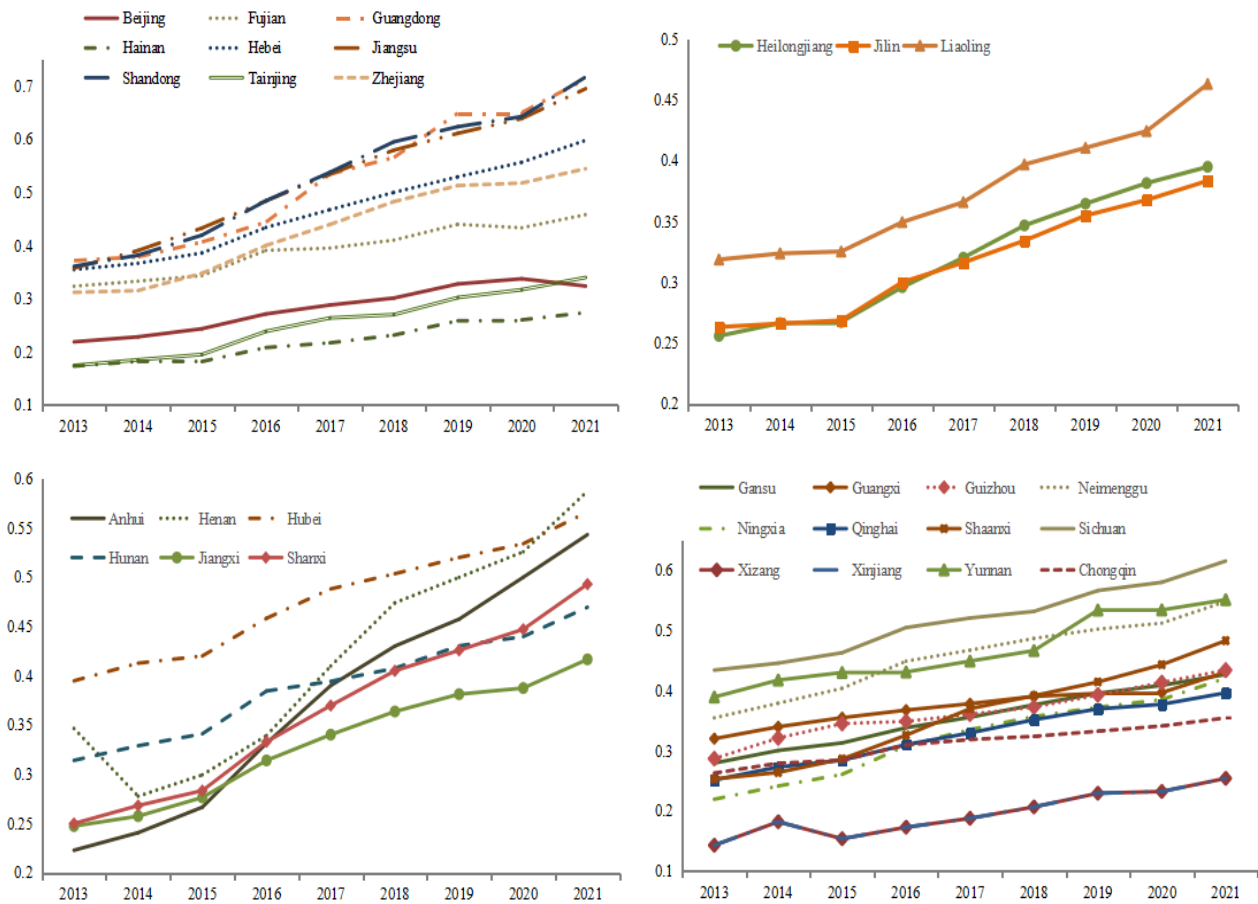 Beijing Fujian Guangdong
Hainan Hebei Jiangsu
Shandong Tainjing Zhejiang
0.7
0.6
0.5
0.4
0.3
0.2
0.1
2013 2014 2015 2016 2017 2018 2019 2020 2021
Heilongjiang Jilin Liaoling
0.5
0.45
0.4
0.35
0.3
0.25
0.2
2013 2014 2015 2016 2017 2018 2019 2020 2021
Anhui Henan Hubei
Hunan Jiangxi Shanxi
0.6
0.55
0.5
0.45
0.4
0.35
0.3
0.25
0.2
2013 2014 2015 2016 2017 2018 2019 2020 2021
Gansu Guangxi Guizhou Neimenggu
Ningxia Qinghai Shaanxi Sichuan
Xizang Xinjiang Yunnan Chongqin
0.6
0.5
0.4
0.3
0.2
0.1
2013 2014 2015 2016 2017 2018 2019 2020 2021